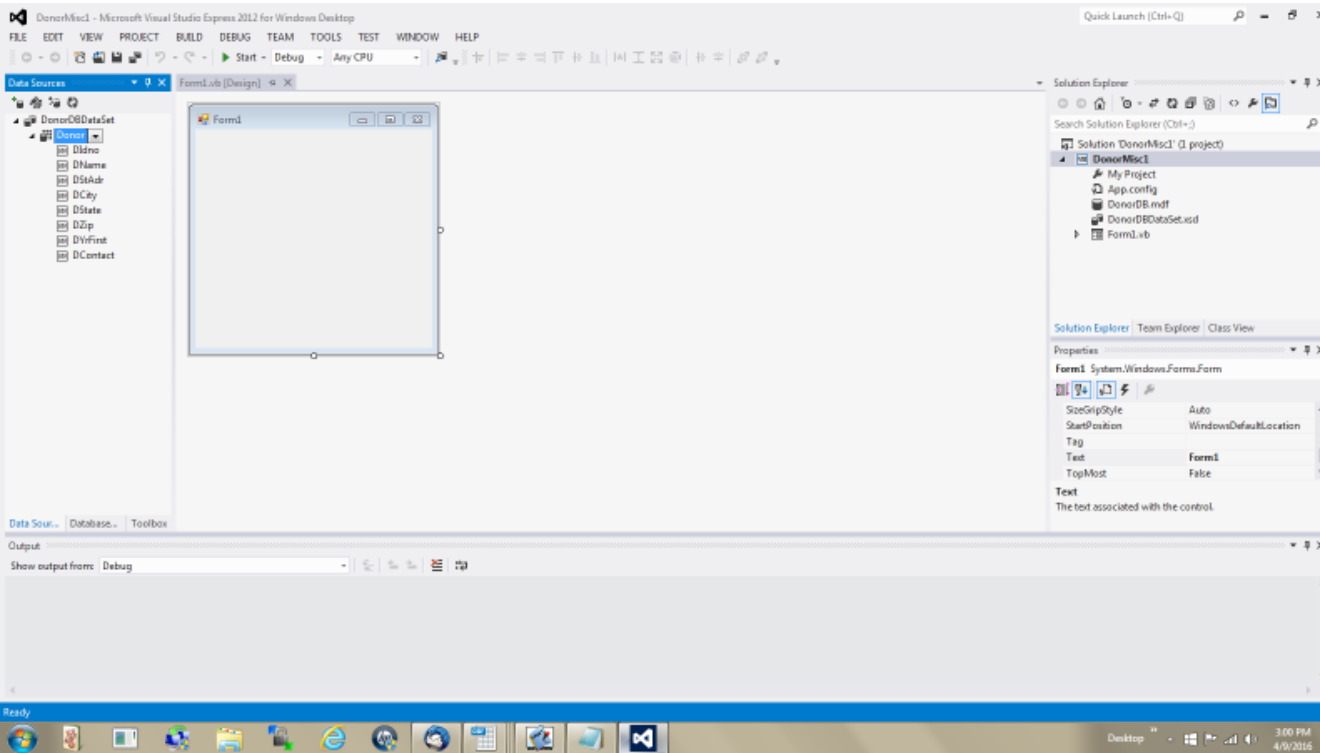 DonorMisc1 - Microsoft Visual Studio Express 2012 for Windows Desktop
Quick Launch (Ctrl+Q)
FILE EDIT VIEW PROJECT BUILD DEBUG TEAM TOOLS TEST WINDOW HELP
Start Debug Any CPU
Data Sources
DonorDBDataSet
Donor
DIdno
DName
DStAdr
DCity
DState
DZip
DYrFirst
DContact
Data Sour... Database... Toolbox
Form1.vb [Design]
Form1
Solution Explorer
Search Solution Explorer (Ctrl+;)
Solution 'DonorMisc1' (1 project)
DonorMisc1
My Project
App.config
DonorDB.mdf
DonorDBDataSet.xsd
Form1.vb
Solution Explorer Team Explorer Class View
Properties
Form1 System.Windows.Forms.Form
SizeGripStyle Auto
StartPosition WindowsDefaultLocation
Tag
Text Form1
TopMost False
Text
The text associated with the control.
Output
Show output from: Debug
Ready
Desktop
3:00 PM
4/9/2016